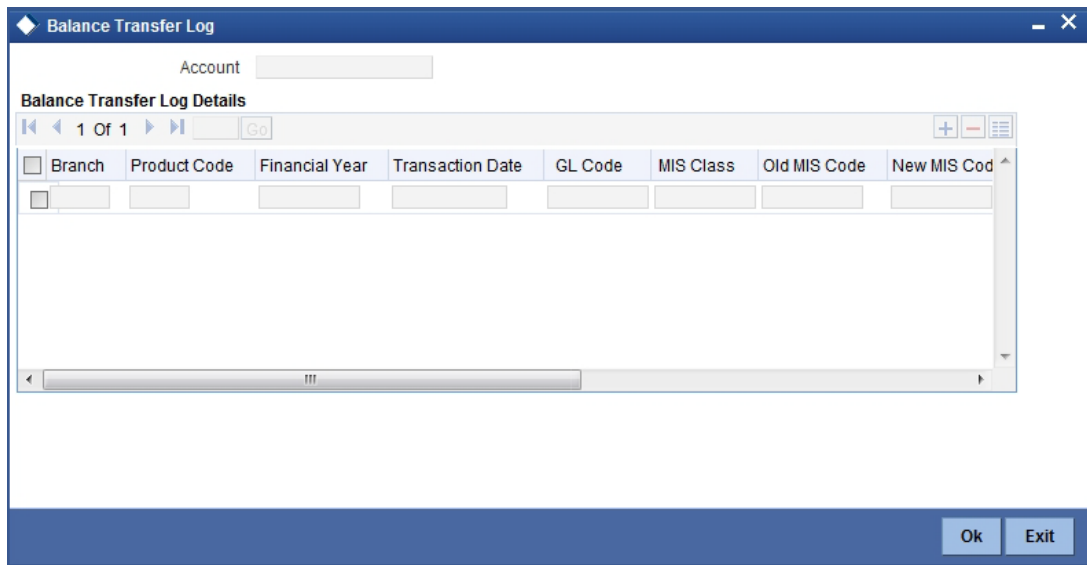 Balance Transfer Log
Account
Balance Transfer Log Details
1 Of 1 Go
Branch Product Code Financial Year Transaction Date GL Code MIS Class Old MIS Code New MIS Cod
Ok Exit